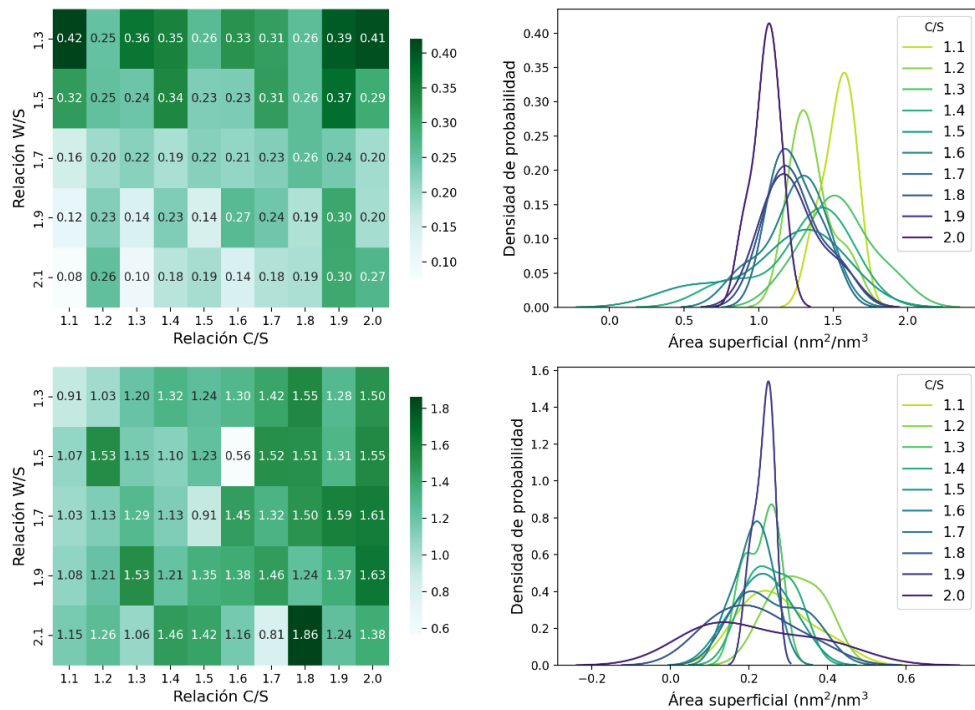 1.3
0.42 0.25 0.36 0.35 0.26 0.33 0.31 0.26 0.39 0.41
1.5
0.32 0.25 0.24 0.34 0.23 0.23 0.31 0.26 0.37 0.29
1.7
0.16 0.20 0.22 0.19 0.22 0.21 0.23 0.26 0.24 0.20
1.9
0.12 0.23 0.14 0.23 0.14 0.27 0.24 0.19 0.30 0.20
2.1
0.08 0.26 0.10 0.18 0.19 0.14 0.18 0.19 0.30 0.27
1.1 1.2 1.3 1.4 1.5 1.6 1.7 1.8 1.9 2.0
Relación C/S
Relación W/S
0.40
0.35
0.30
0.25
0.20
0.15
0.10
Densidad de probabilidad
0.40
0.35
0.30
0.25
0.20
0.15
0.10
0.05
0.00
0.0 0.5 1.0 1.5 2.0
Área superficial (nm²/nm³
C/S
1.1
1.2
1.3
1.4
1.5
1.6
1.7
1.8
1.9
2.0
1.3
0.91 1.03 1.20 1.32 1.24 1.30 1.42 1.55 1.28 1.50
1.5
1.07 1.53 1.15 1.10 1.23 0.56 1.52 1.51 1.31 1.55
1.7
1.03 1.13 1.29 1.13 0.91 1.45 1.32 1.50 1.59 1.61
1.9
1.08 1.21 1.53 1.21 1.35 1.38 1.46 1.24 1.37 1.63
2.1
1.15 1.26 1.06 1.46 1.42 1.16 0.81 1.86 1.24 1.38
1.1 1.2 1.3 1.4 1.5 1.6 1.7 1.8 1.9 2.0
Relación C/S
Relación W/S
1.8
1.6
1.4
1.2
1.0
0.8
0.6
Densidad de probabilidad
1.6
1.4
1.2
1.0
0.8
0.6
0.4
0.2
0.0
−0.2 0.0 0.2 0.4 0.6
Área superficial (nm²/nm³
C/S
1.1
1.2
1.3
1.4
1.5
1.6
1.7
1.8
1.9
2.0